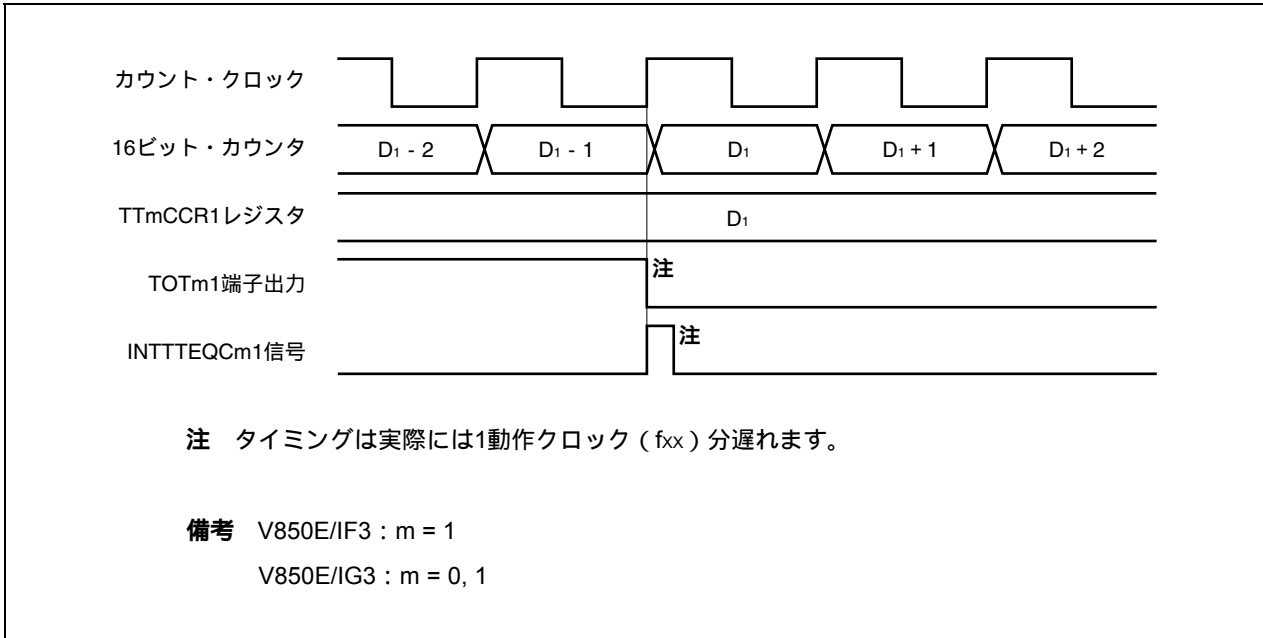 カウント・クロック
16ビット・カウンタ D1 - 2 D1 - 1 D1 D1 + 1 D1 + 2
TTmCCR1レジスタ D1
TOTm1端子出力 注
INTTTEQCm1信号 注
注 タイミングは実際には1動作クロック（fxx）分遅れます。
備考 V850E/IF3：m = 1
V850E/IG3：m = 0, 1